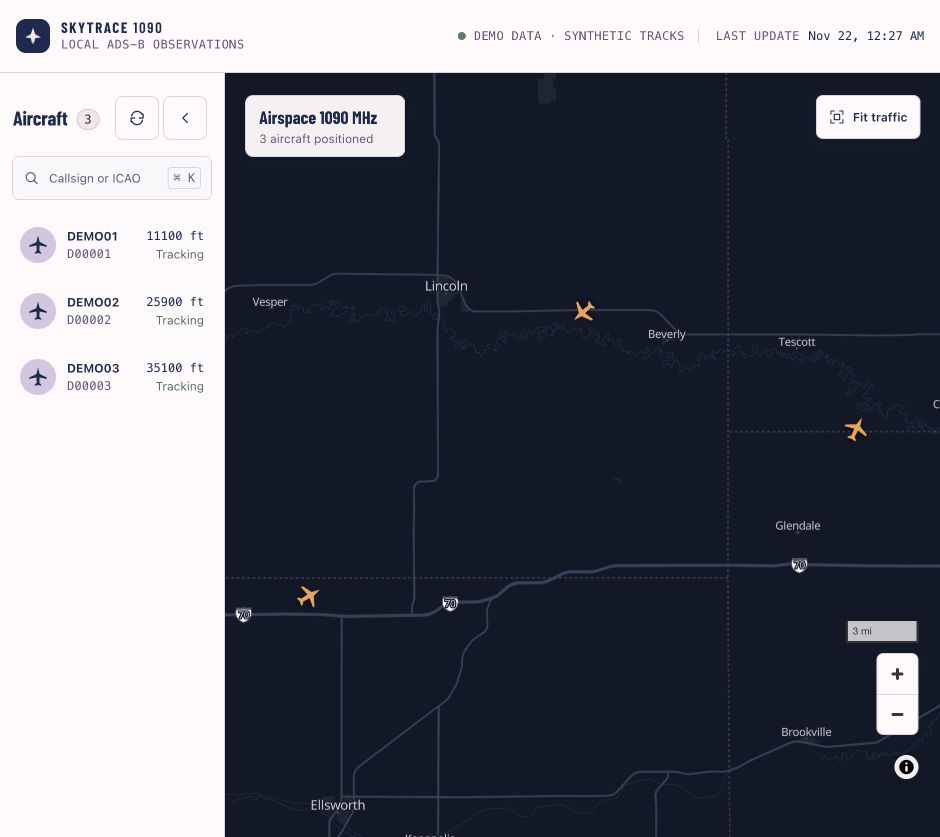 SKYTRACE 1090
LOCAL ADS-B OBSERVATIONS
DEMO DATA · SYNTHETIC TRACKS
LAST UPDATE Nov 22, 12:27 AM
Aircraft 3
Callsign or ICAO ⌘ K
DEMO01 11100 ft
D00001 Tracking
DEMO02 25900 ft
D00002 Tracking
DEMO03 35100 ft
D00003 Tracking
Airspace 1090 MHz
3 aircraft positioned
Fit traffic
Lincoln
Vesper
Beverly
Tescott
C
Glendale
70
70
70
3 mi
+
−
Brookville
Ellsworth